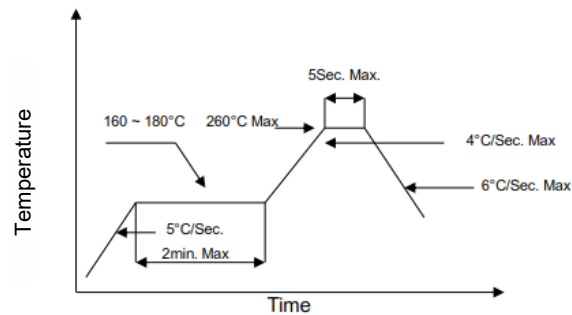 5Sec. Max.
160 ~ 180°C
260°C Max
4°C/Sec. Max
6°C/Sec. Max
5°C/Sec.
2min. Max
Temperature
Time